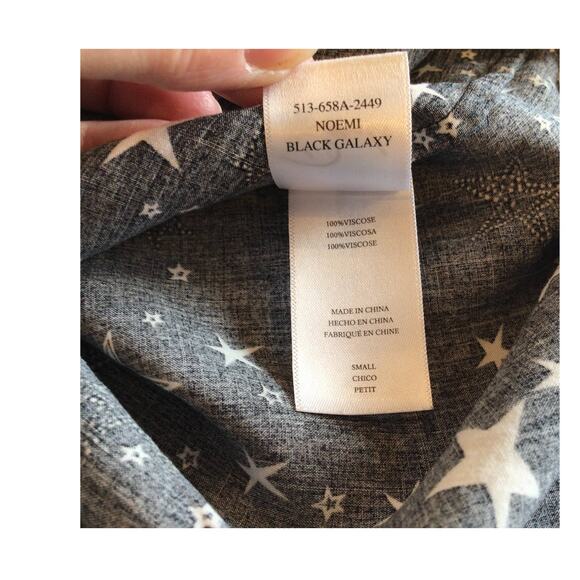 513-658A-2449
NOEMI
BLACK GALAXY
100%VISCOSE
100%VISCOSA
100%VISCOSE
MADE IN CHINA
HECHO EN CHINA
FABRIQUÉ EN CHINE
SMALL
CHICO
PETIT